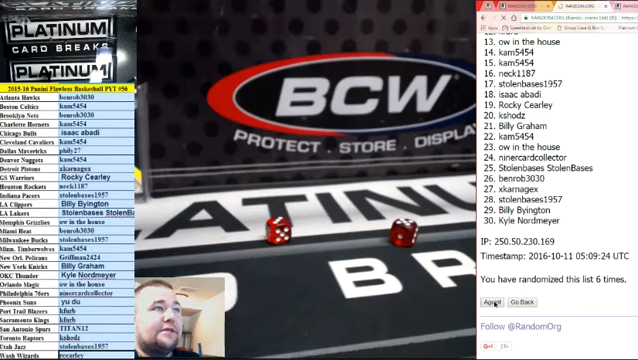 PLATINUM
CARD BREAKS
PLATINUM
2015-16 Panini Flawless Basketball PYT #56
Atlanta Hawks benrob3030
Boston Celtics kam5454
Brooklyn Nets benrob3030
Charlotte Hornets kam5454
Chicago Bulls isaac abadi
Cleveland Cavaliers kam5454
Dallas Mavericks phily27
Denver Nuggets kam5454
Detroit Pistons xkarnagex
GS Warriors Rocky Cearley
Houston Rockets neck1187
Indiana Pacers stolenbases1997
LA Clippers Billy Byington
LA Lakers Stolenbases StolenBa
Memphis Grizzlies ow in the house
Miami Heat benrob3030
Milwaukee Bucks stolenbases1957
Minn. Timberwolves kam5454
New Orl. Pelicans Griffman2424
New York Knicks Billy Graham
OKC Thunder Kyle Nordmeyer
Orlando Magic ow in the house
Philadelphia 76ers ninercardcollector
Phoenix Suns yu du
Port Trail Blazers kfurb
Sacramento Kings kfurb
San Antonio Spurs TITAN12
Toronto Raptors kshodz
Utah Jazz stolenbases1957
Wash Wizards rcearley
BCW
PROTECT. STORE. DISPLA
ATINU
BR
13. ow in the house
14. kam5454
15. kam5454
16. neck1187
17. stolenbases1957
18. isaac abadi
19. Rocky Cearley
20. kshodz
21. Billy Graham
22. kam5454
23. ow in the house
24. ninercardcollector
25. Stolenbases StolenBases
26. benrob3030
27. xkarnagex
28. stolenbases1957
29. Billy Byington
30. Kyle Nordmeyer
IP: 250.50.230.169
Timestamp: 2016-10-11 05:09:24 UTC
You have randomized this list 6 times.
Again!
Go Back
Follow @RandomOrg